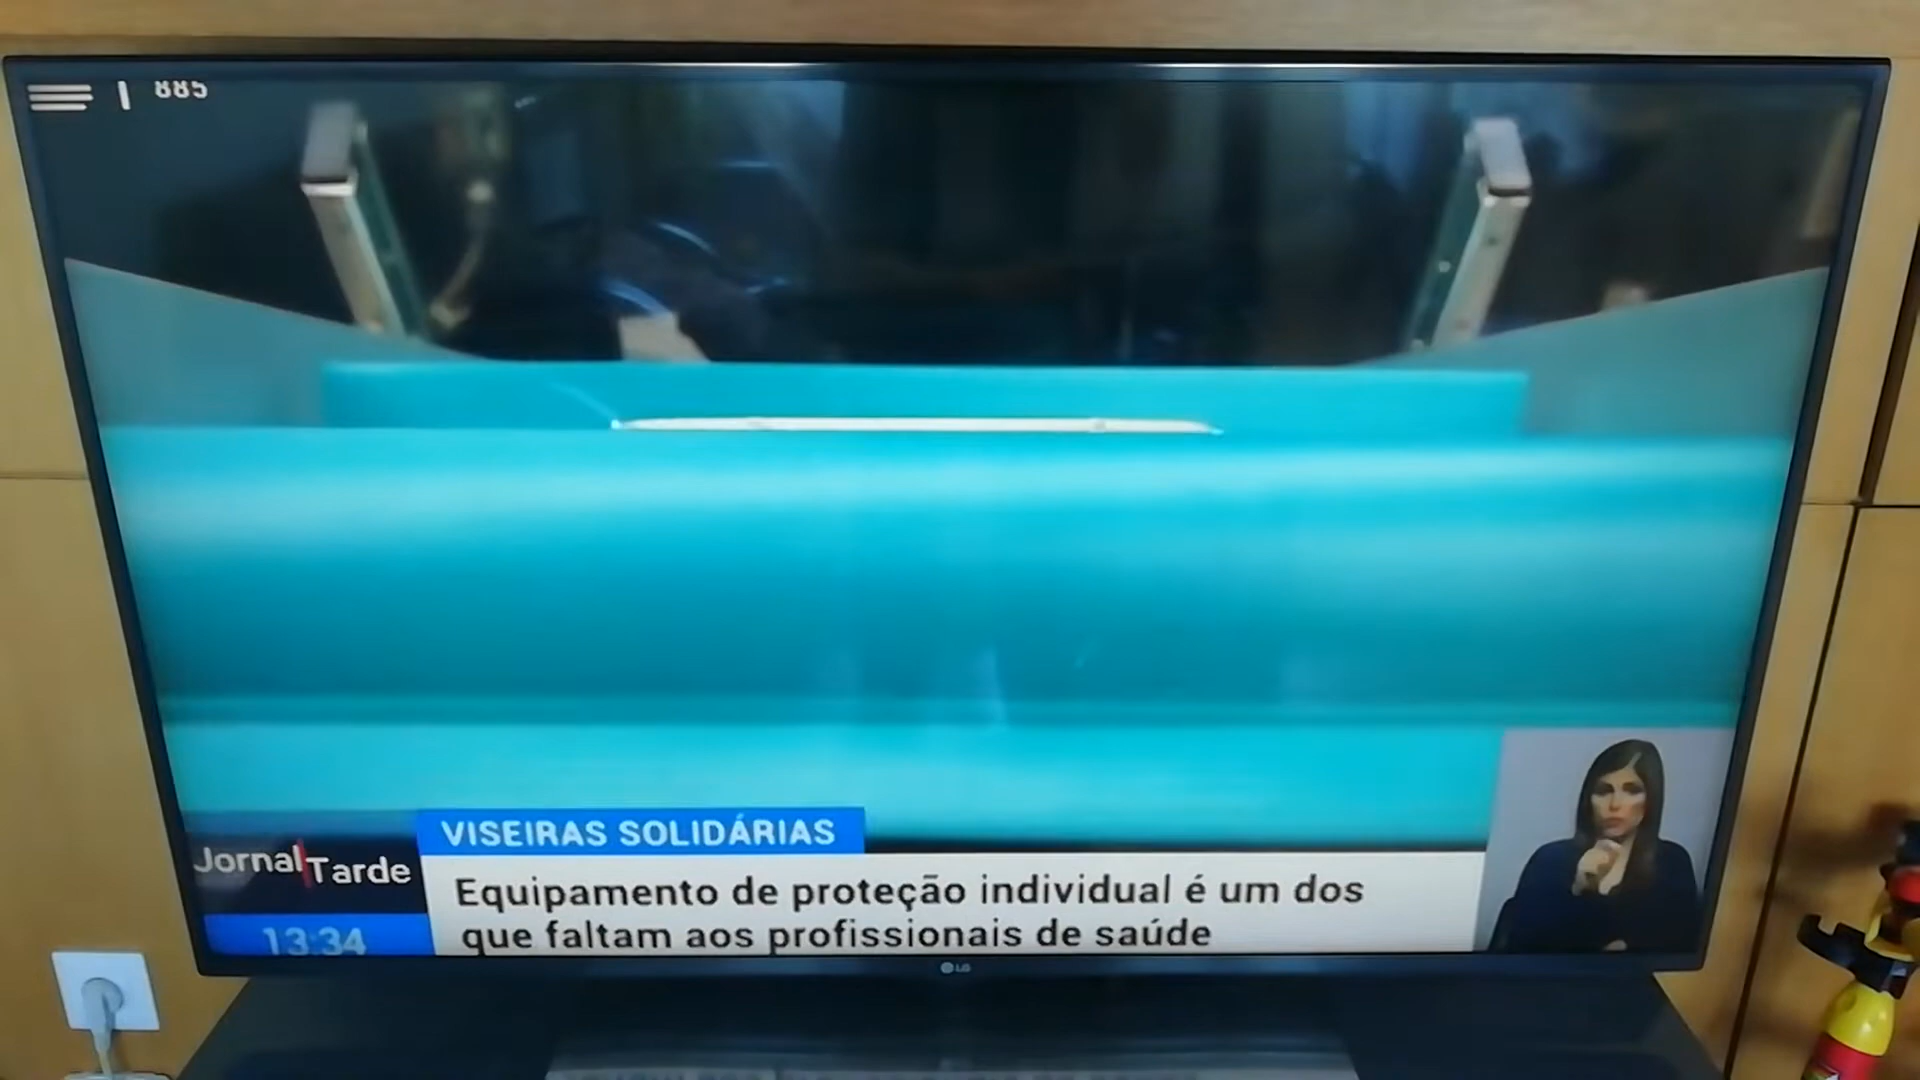 885
VISEIRAS SOLIDÁRIAS
Jornal Tarde
Equipamento de proteção individual é um dos
que faltam aos profissionais de saúde
13:34
LG